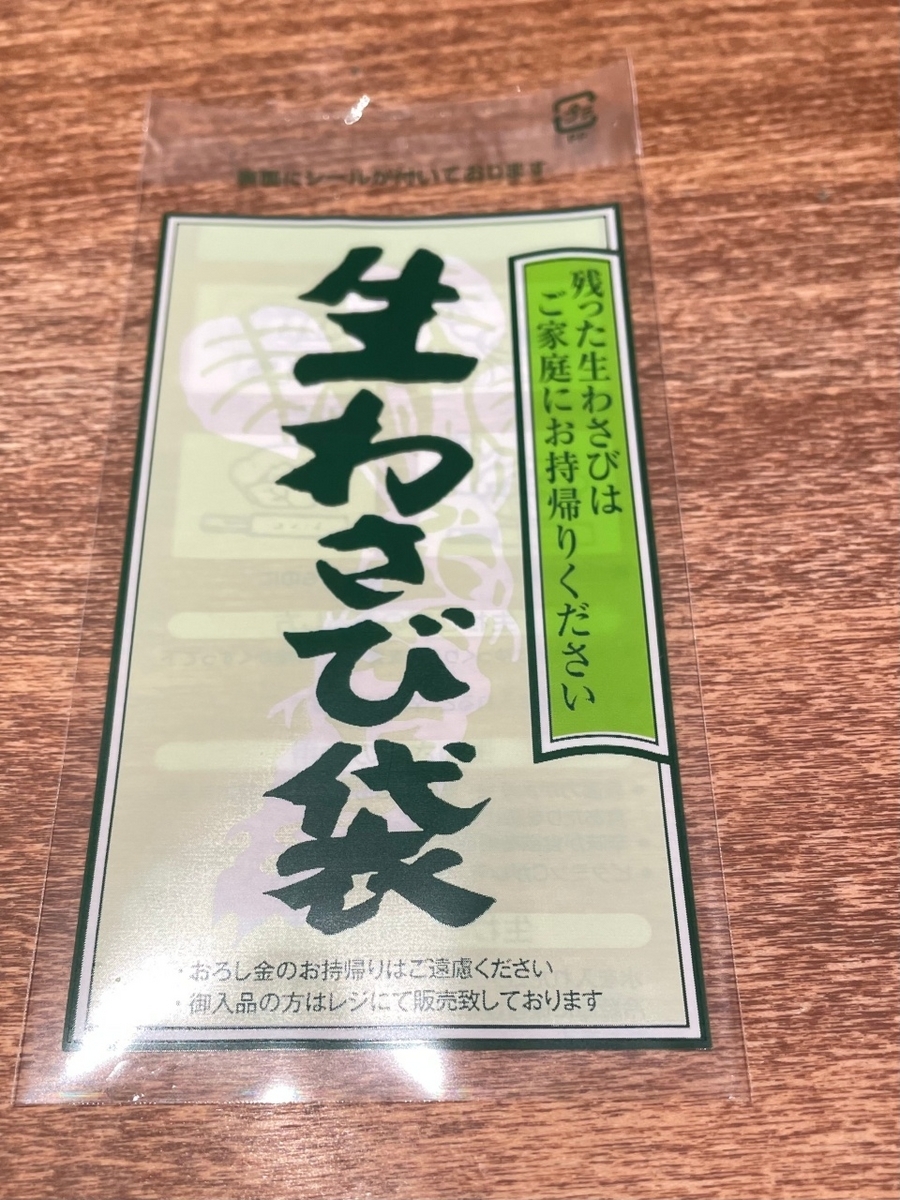 裏面にシールが付いております
生わさび袋
残った生わさびは
ご家庭にお持帰りください
・おろし金のお持帰りはご遠慮ください
・御入品の方はレジにて販売致しております